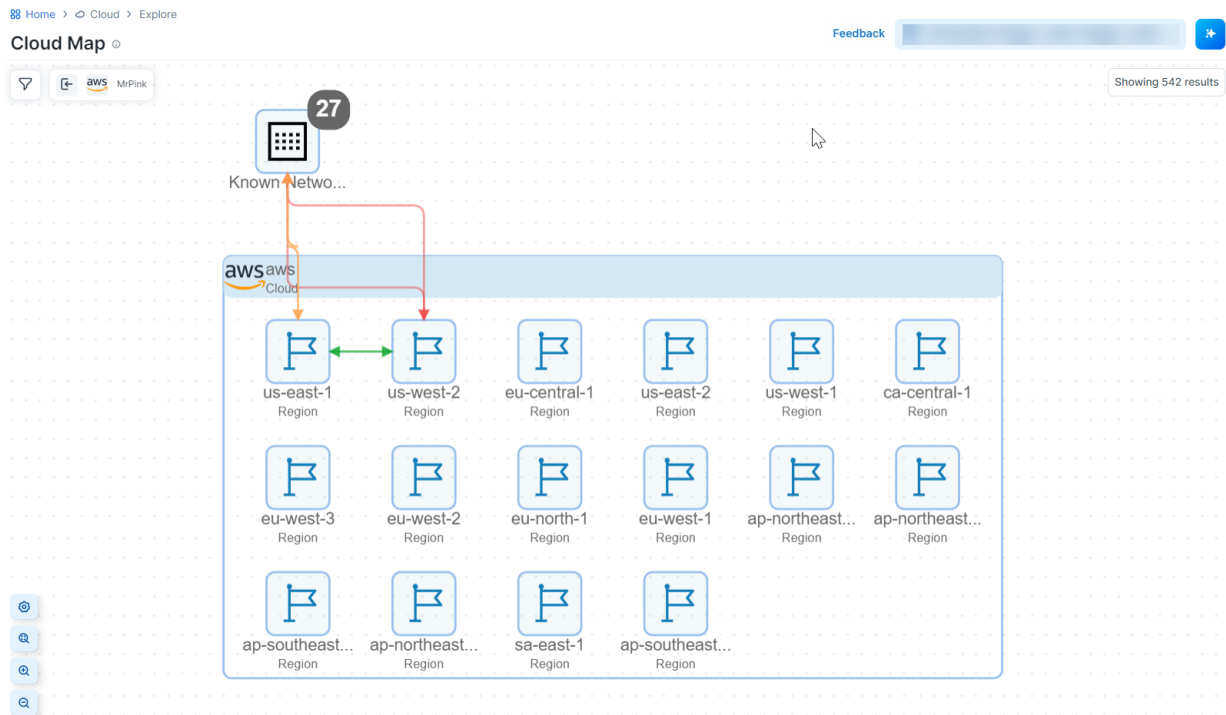 Home > Cloud > Explore
Cloud Map
Feedback
aws MrPink
Showing 542 results
27
Known Netwo...
aws aws
Cloud
us-east-1 us-west-2 eu-central-1 us-east-2 us-west-1 ca-central-1
Region Region Region Region Region Region
eu-west-3 eu-west-2 eu-north-1 eu-west-1 ap-northeast... ap-northeast...
Region Region Region Region Region Region
ap-southeast... ap-northeast... sa-east-1 ap-southeast...
Region Region Region Region